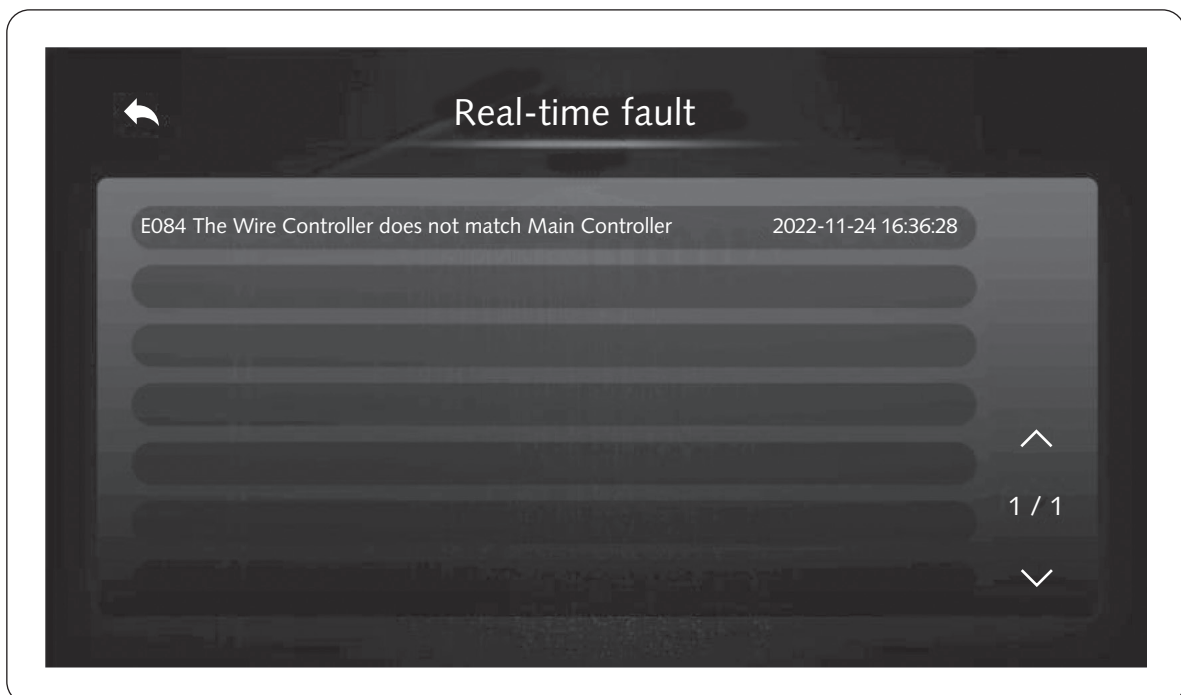 Real-time fault
E084 The Wire Controller does not match Main Controller 2022-11-24 16:36:28
1 / 1